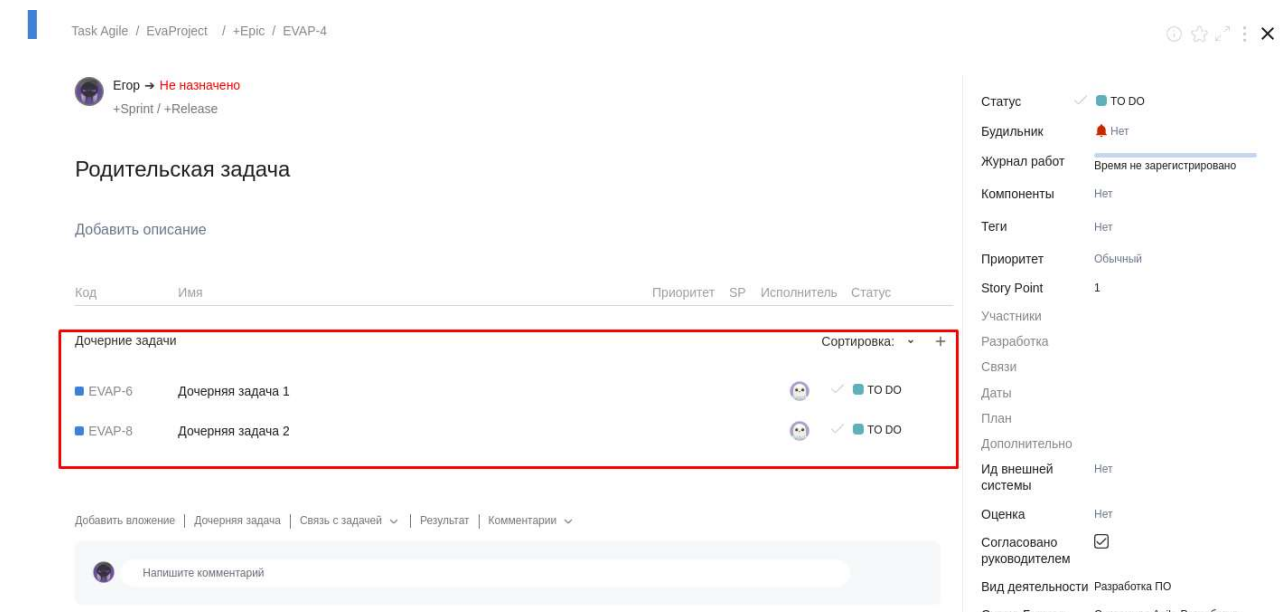 Task Agile / EvaProject / +Epic / EVAP-4
Егор ➔ Не назначено
+Sprint / +Release
Родительская задача
Добавить описание
Код Имя Приоритет SP Исполнитель Статус
Дочерние задачи Сортировка:
EVAP-6 Дочерняя задача 1 TO DO
EVAP-8 Дочерняя задача 2 TO DO
Добавить вложение Дочерняя задача Связь с задачей Результат Комментарии
Напишите комментарий
Статус TO DO
Будильник Нет
Журнал работ Время не зарегистрировано
Компоненты Нет
Теги Нет
Приоритет Обычный
Story Point 1
Участники
Разработка
Связи
Даты
План
Дополнительно
Ид внешней Нет
системы
Оценка Нет
Согласовано
руководителем
Вид деятельности Разработка ПО